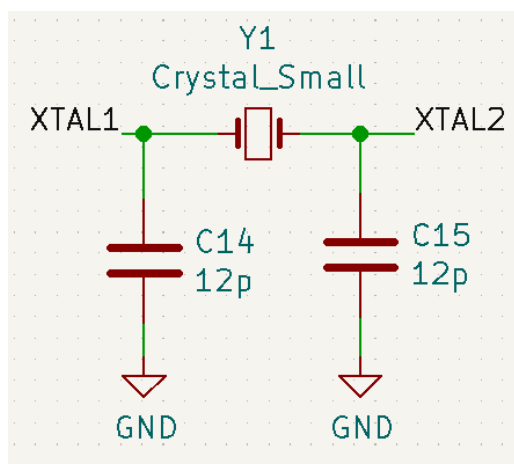 Y1
Crystal_Small
XTAL1
XTAL2
C14
12p
C15
12p
GND
GND